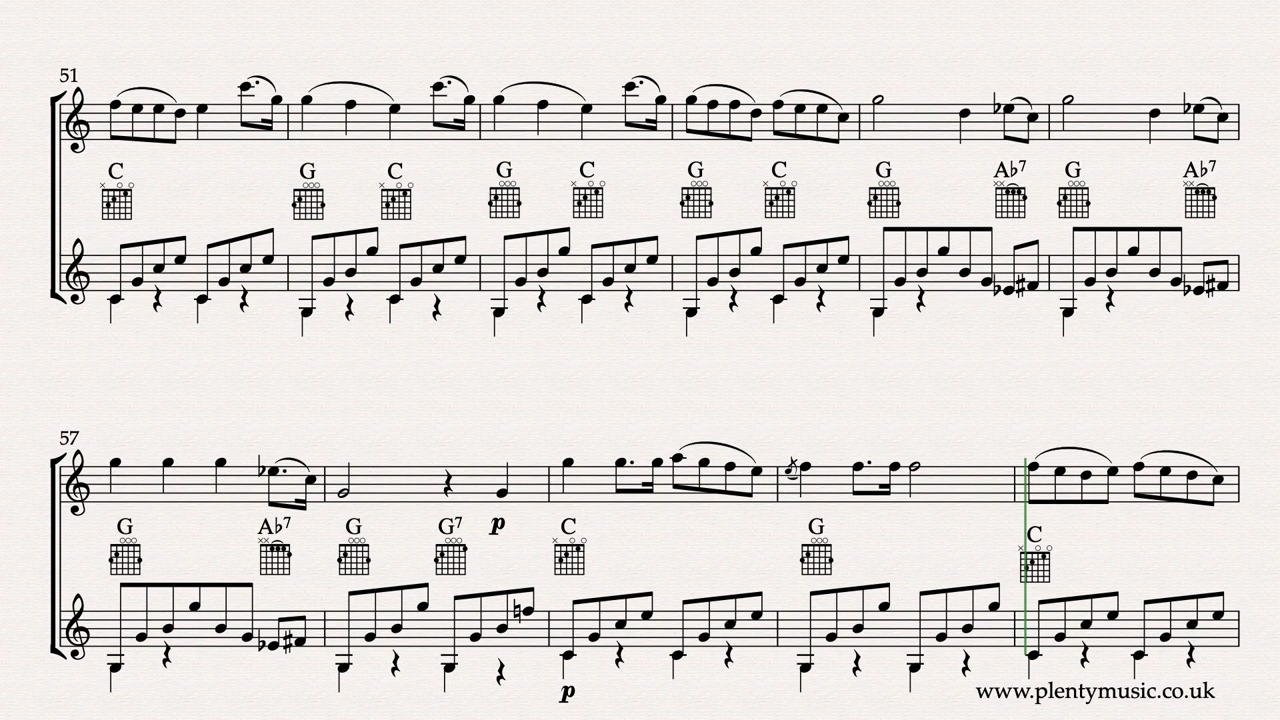 51
C G C G C G C G A♭7 G A♭7
57
G A♭7 G G7 C G C
p
p
www.plentymusic.co.uk